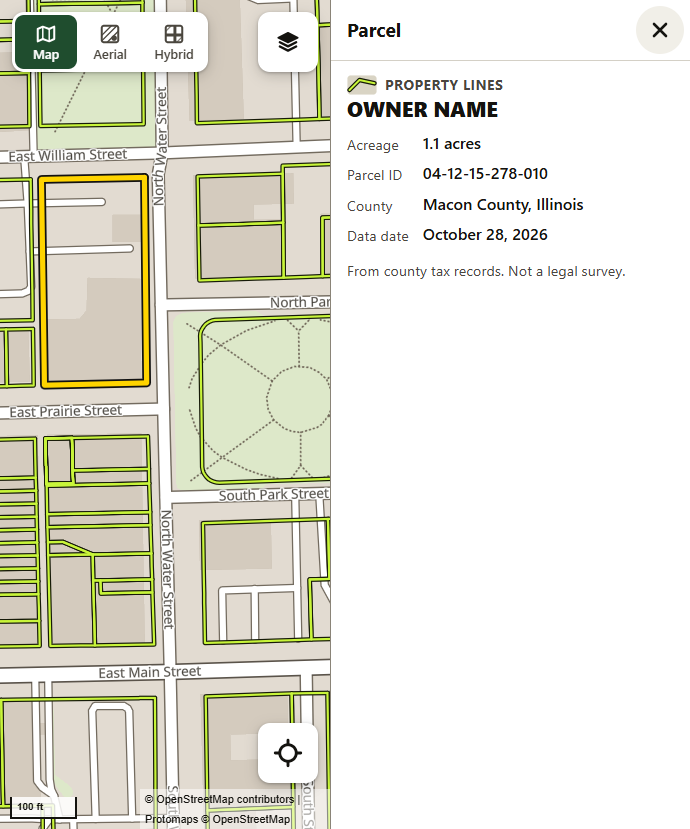 Map
Aerial
Hybrid
East William Street
North Water Street
North Par
East Prairie Street
South Park Street
North Water Street
East Main Street
100 ft
© OpenStreetMap contributors |
Protomaps © OpenStreetMap
Parcel
PROPERTY LINES
OWNER NAME
Acreage 1.1 acres
Parcel ID 04-12-15-278-010
County Macon County, Illinois
Data date October 28, 2026
From county tax records. Not a legal survey.